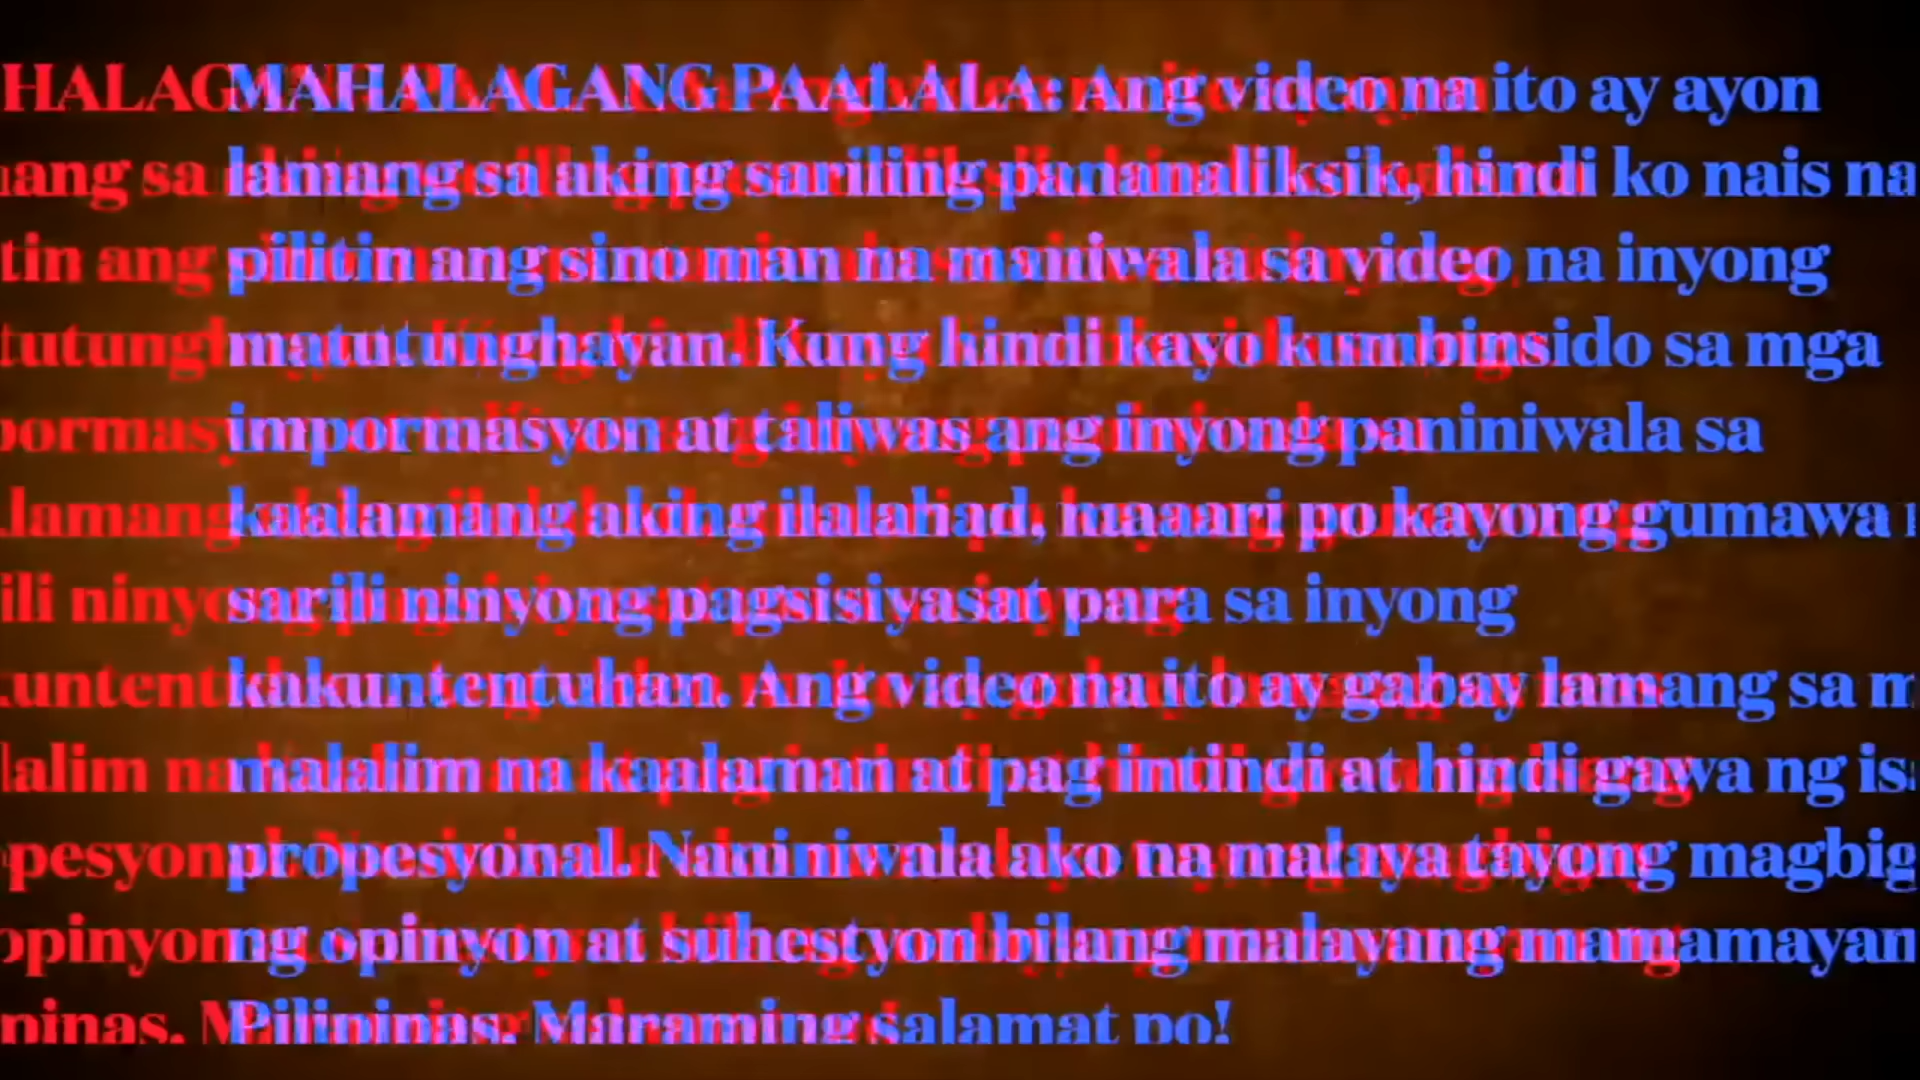 MAHALAGANG PAALALA: Ang video na ito ay ayon
lamang sa aking sariling pananaliksik, hindi ko nais na
pilitin ang sino man na maniwala sa video na inyong
matutunghayan. Kung hindi kayo kumbinsido sa mga
impormasyon at taliwas ang inyong paniniwala sa
kaalamang aking ilalahad, maaari po kayong gumawa
sarili ninyong pagsisiyasat para sa inyong
kakuntentuhan. Ang video na ito ay gabay lamang sa
malalim na kaalaman at pag intindi at hindi gawa ng
propesyonal. Naniniwala ako na malaya tayong
ng opinyon at suhestyon bilang malayang mamamayan
Pilipinas. Maraming salamat po!